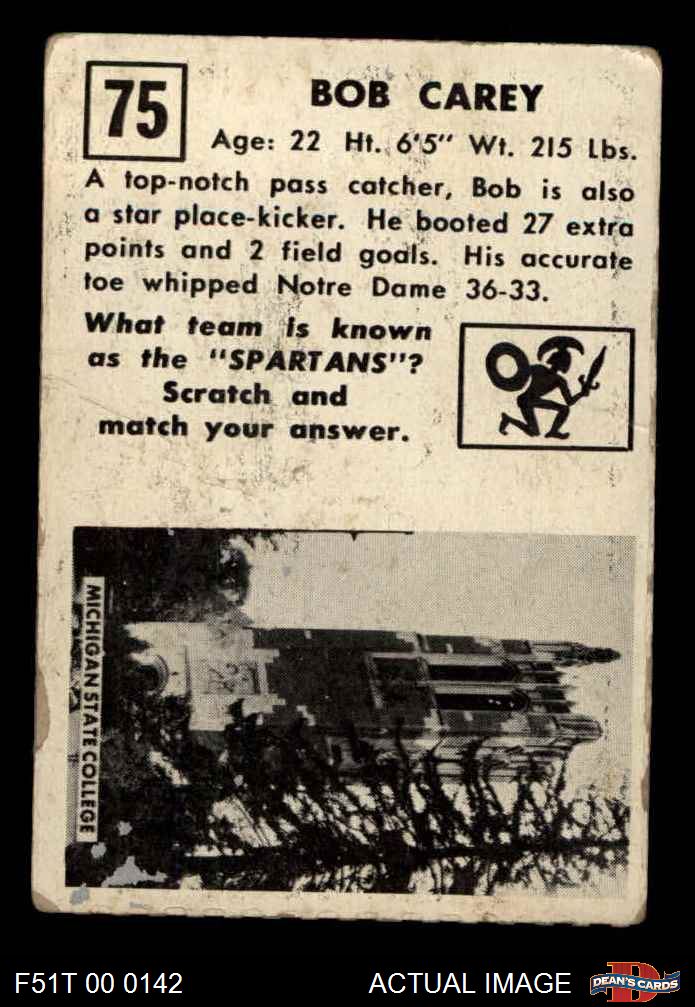 75
BOB CAREY
Age: 22 Ht. 6'5" Wt. 215 Lbs.
A top-notch pass catcher, Bob is also
a star place-kicker. He booted 27 extra
points and 2 field goals. His accurate
toe whipped Notre Dame 36-33.
What team is known
as the "SPARTANS"?
Scratch and
match your answer.
MICHIGAN STATE COLLEGE
F51T 00 0142
ACTUAL IMAGE
D
DEAN'S CARDS